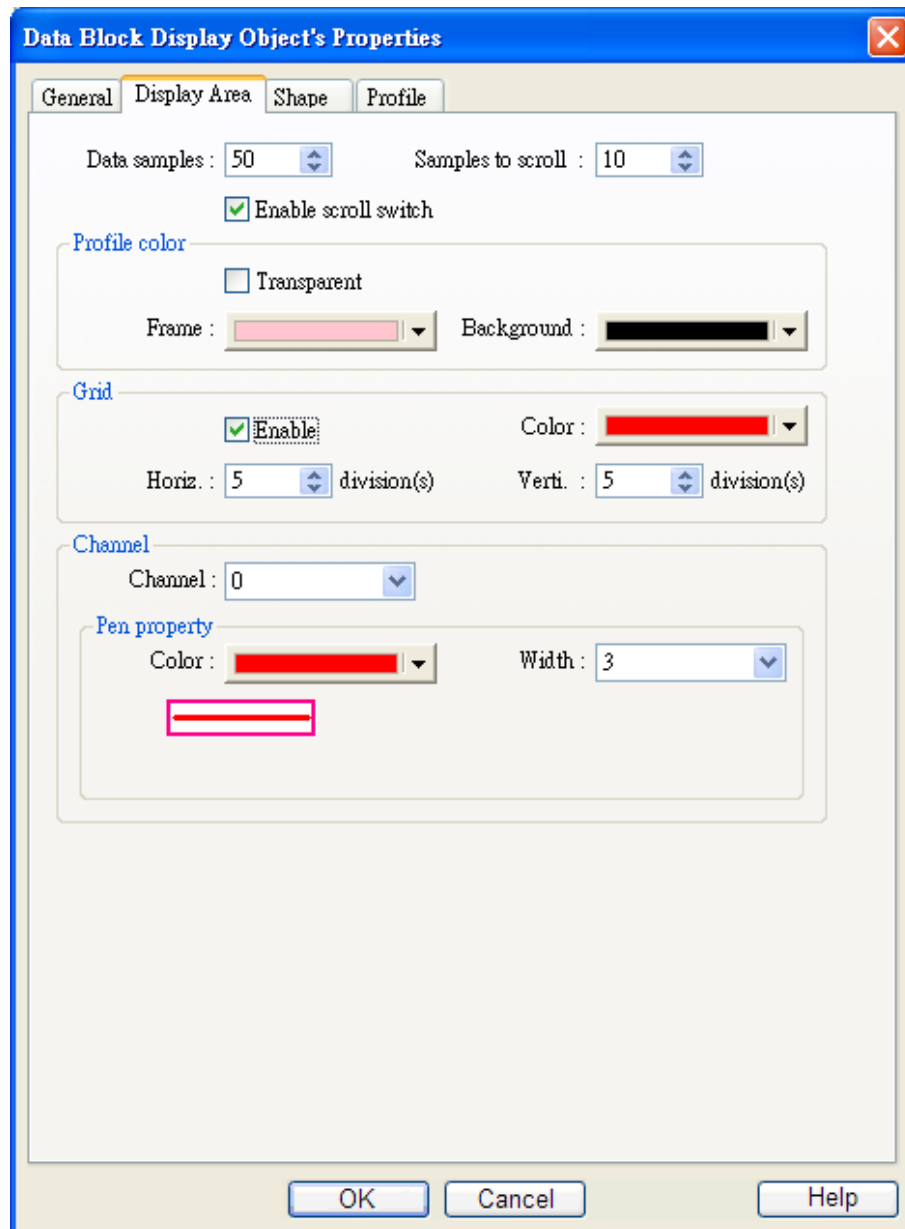 Data Block Display Object's Properties
General Display Area Shape Profile
Data samples : 50 Samples to scroll : 10
Enable scroll switch
Profile color
Transparent
Frame : Background :
Grid
Enable Color :
Horiz. : 5 division(s) Verti. : 5 division(s)
Channel
Channel : 0
Pen property
Color : Width : 3
OK Cancel Help